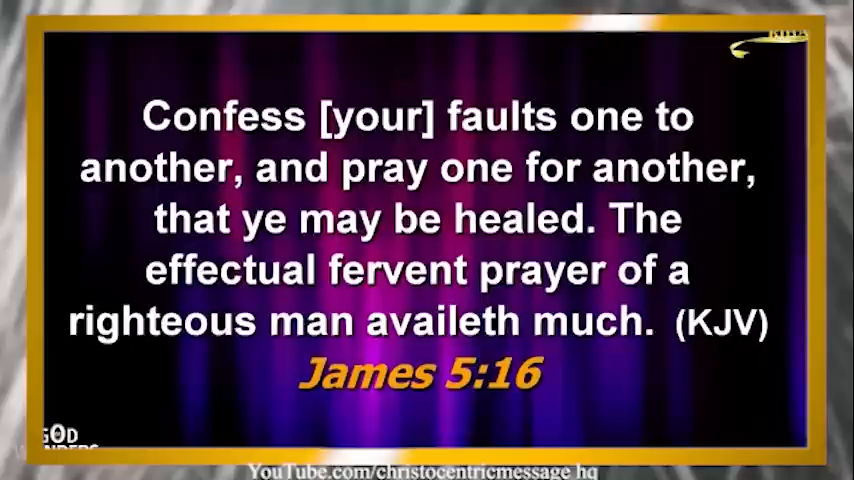 Confess [your] faults one to
another, and pray one for another,
that ye may be healed. The
effectual fervent prayer of a
righteous man availeth much. (KJV)
James 5:16
GOD
YouTube.com/christocentricmessage hq